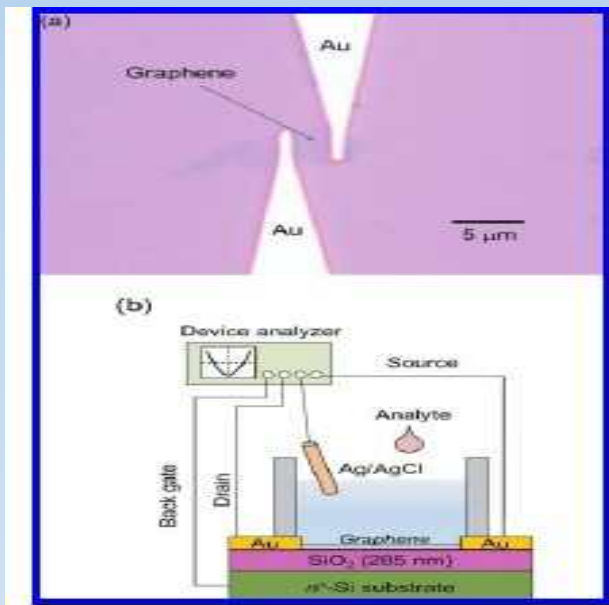 (a)
Au
Graphene
Au
5 μm
(b)
Device analyzer
Source
Analyte
Ag/AgCl
Back gate
Drain
Au
Graphene
Au
SiO₂ (285 nm)
n⁺-Si substrate